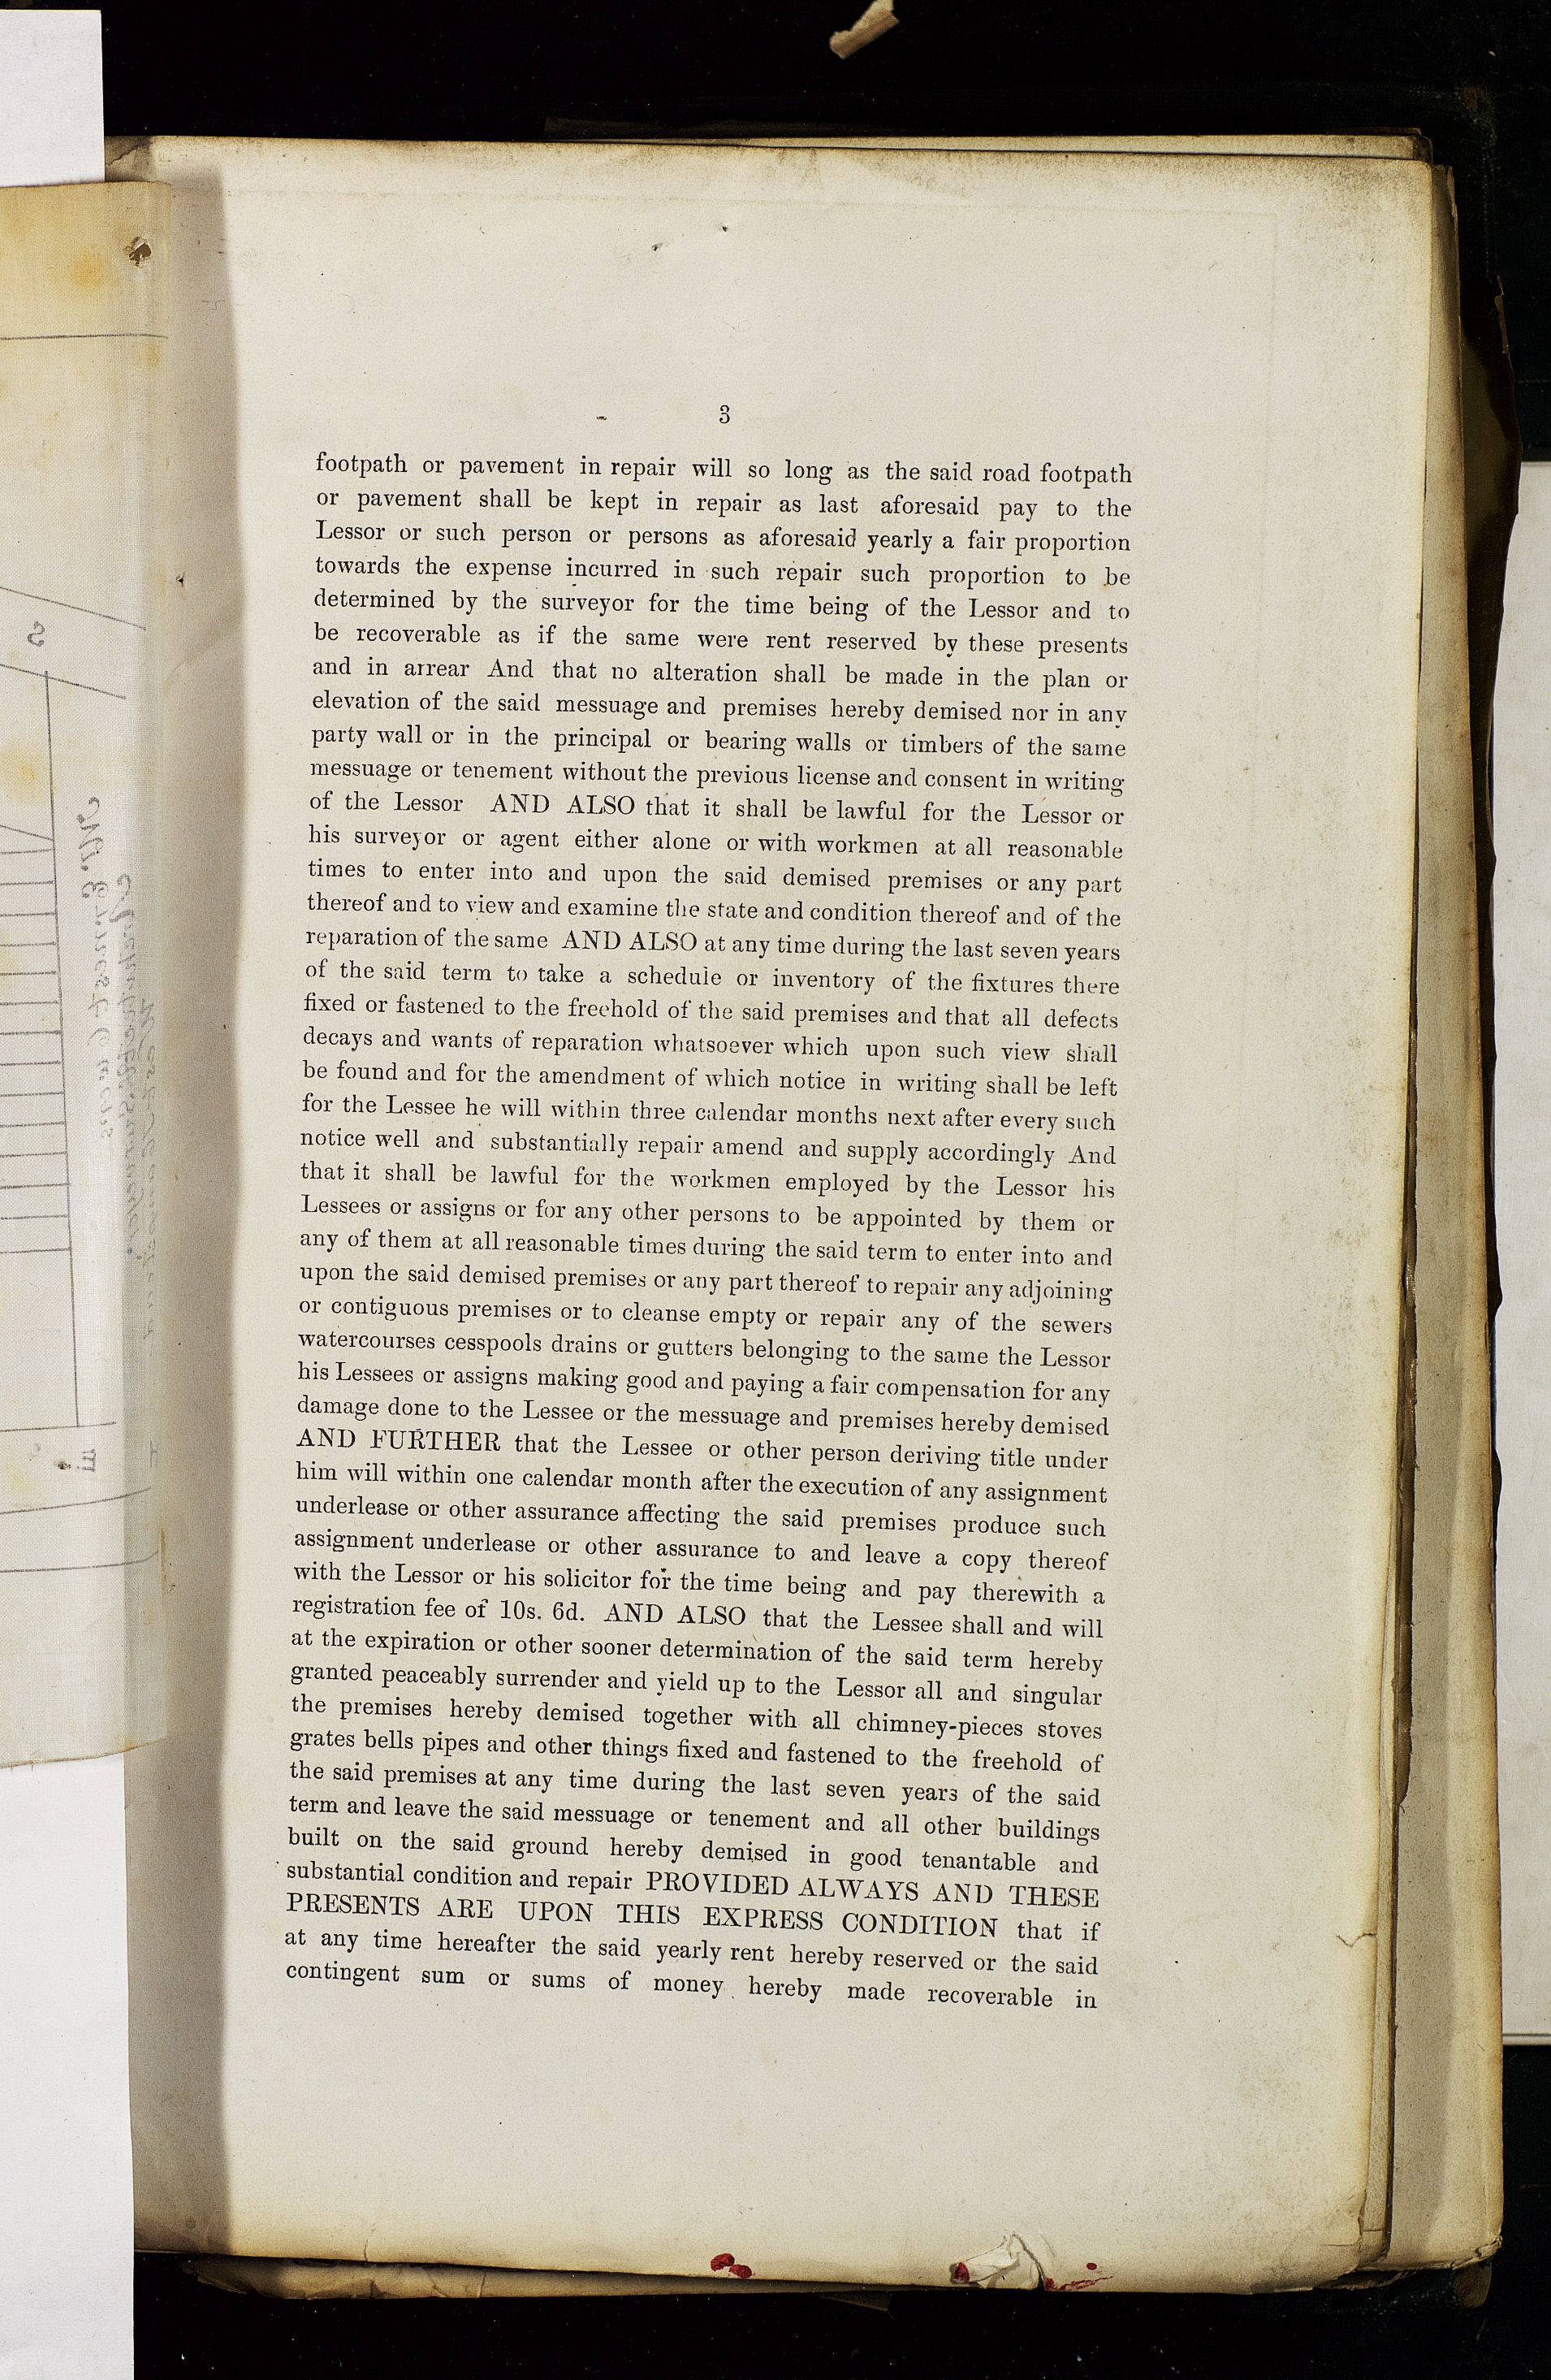 3
footpath or pavement in repair will so long as the said road footpath
or pavement shall be kept in repair as last aforesaid pay to the
Lessor or such person or persons as aforesaid yearly a fair proportion
towards the expense incurred in such repair such proportion to be
determined by the surveyor for the time being of the Lessor and to
be recoverable as if the same were rent reserved by these presents
and in arrear And that no alteration shall be made in the plan or
elevation of the said messuage and premises hereby demised nor in any
party wall or in the principal or bearing walls or timbers of the same
messuage or tenement without the previous license and consent in writing
of the Lessor AND ALSO that it shall be lawful for the Lessor or
his surveyor or agent either alone or with workmen at all reasonable
times to enter into and upon the said demised premises or any part
thereof and to view and examine the state and condition thereof and of the
reparation of the same AND ALSO at any time during the last seven years
of the said term to take a schedule or inventory of the fixtures there
fixed or fastened to the freehold of the said premises and that all defects
decays and wants of reparation whatsoever which upon such view shall
be found and for the amendment of which notice in writing shall be left
for the Lessee he will within three calendar months next after every such
notice well and substantially repair amend and supply accordingly And
that it shall be lawful for the workmen employed by the Lessor his
Lessees or assigns or for any other persons to be appointed by them or
any of them at all reasonable times during the said term to enter into and
upon the said demised premises or any part thereof to repair any adjoining
or contiguous premises or to cleanse empty or repair any of the sewers
watercourses cesspools drains or gutters belonging to the same the Lessor
his Lessees or assigns making good and paying a fair compensation for any
damage done to the Lessee or the messuage and premises hereby demised
AND FURTHER that the Lessee or other person deriving title under
him will within one calendar month after the execution of any assignment
underlease or other assurance affecting the said premises produce such
assignment underlease or other assurance to and leave a copy thereof
with the Lessor or his solicitor for the time being and pay therewith a
registration fee of 10s. 6d. AND ALSO that the Lessee shall and will
at the expiration or other sooner determination of the said term hereby
granted peaceably surrender and yield up to the Lessor all and singular
the premises hereby demised together with all chimney-pieces stoves
grates bells pipes and other things fixed and fastened to the freehold of
the said premises at any time during the last seven years of the said
term and leave the said messuage or tenement and all other buildings
built on the said ground hereby demised in good tenantable and
substantial condition and repair PROVIDED ALWAYS AND THESE
PRESENTS ARE UPON THIS EXPRESS CONDITION that if
at any time hereafter the said yearly rent hereby reserved or the said
contingent sum or sums of money hereby made recoverable in